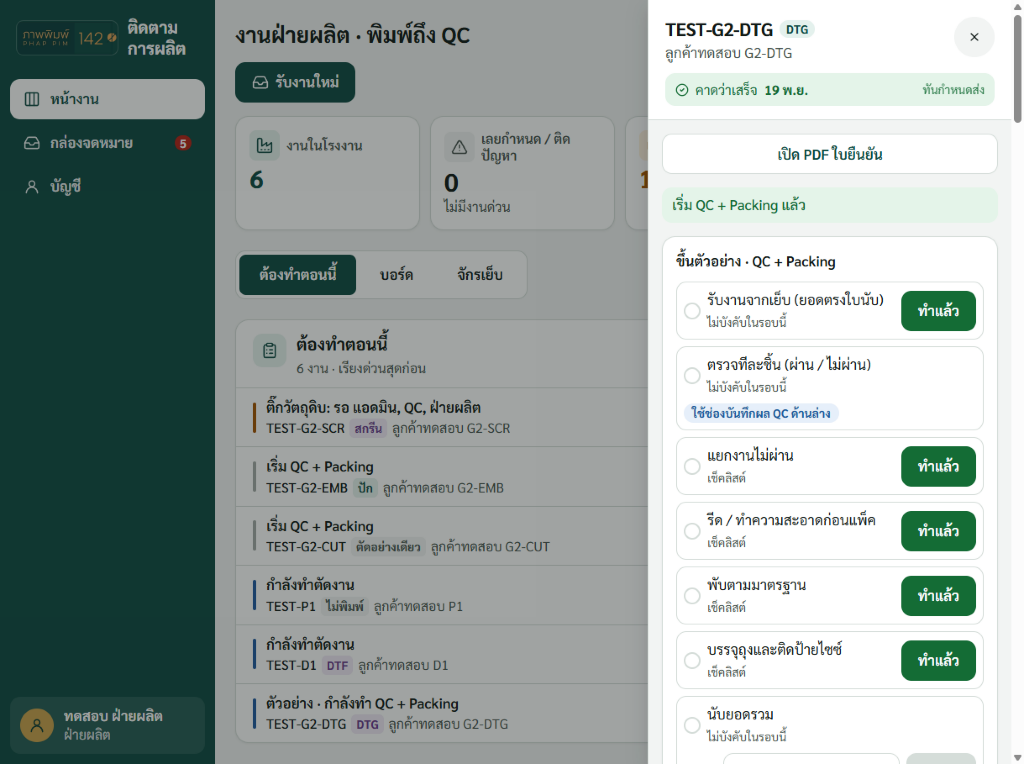 ภาพพิมพ์
PHAP PIM
142
ติดตาม
การผลิต
หน้างาน
กล่องจดหมาย 5
บัญชี
ทดสอบ ฝ่ายผลิต
ฝ่ายผลิต
งานฝ่ายผลิต · พิมพ์ถึง QC
รับงานใหม่
งานในโรงงาน
6
เลยกำหนด / ติด
ปัญหา
0
ไม่มีงานด่วน
ต้องทำตอนนี้ บอร์ด จักรเย็บ
ต้องทำตอนนี้
6 งาน · เรียงด่วนสุดก่อน
ติ๊กวัตถุดิบ: รอ แอดมิน, QC, ฝ่ายผลิต
TEST-G2-SCR สกรีน ลูกค้าทดสอบ G2-SCR
เริ่ม QC + Packing
TEST-G2-EMB ปัก ลูกค้าทดสอบ G2-EMB
เริ่ม QC + Packing
TEST-G2-CUT ตัดอย่างเดียว ลูกค้าทดสอบ G2-CUT
กำลังทำตัดงาน
TEST-P1 ไม่พิมพ์ ลูกค้าทดสอบ P1
กำลังทำตัดงาน
TEST-D1 DTF ลูกค้าทดสอบ D1
ตัวอย่าง · กำลังทำ QC + Packing
TEST-G2-DTG DTG ลูกค้าทดสอบ G2-DTG
TEST-G2-DTG DTG
ลูกค้าทดสอบ G2-DTG
คาดว่าเสร็จ 19 พ.ย. ทันกำหนดส่ง
เปิด PDF ใบยืนยัน
เริ่ม QC + Packing แล้ว
ขึ้นตัวอย่าง · QC + Packing
รับงานจากเย็บ (ยอดตรงใบนับ)
ไม่บังคับในรอบนี้
ทำแล้ว
ตรวจทีละชิ้น (ผ่าน / ไม่ผ่าน)
ไม่บังคับในรอบนี้
ใช้ช่องบันทึกผล QC ด้านล่าง
แยกงานไม่ผ่าน
เช็คลิสต์
ทำแล้ว
รีด / ทำความสะอาดก่อนแพ็ค
เช็คลิสต์
ทำแล้ว
พับตามมาตรฐาน
เช็คลิสต์
ทำแล้ว
บรรจุถุงและติดป้ายไซซ์
เช็คลิสต์
ทำแล้ว
นับยอดรวม
ไม่บังคับในรอบนี้